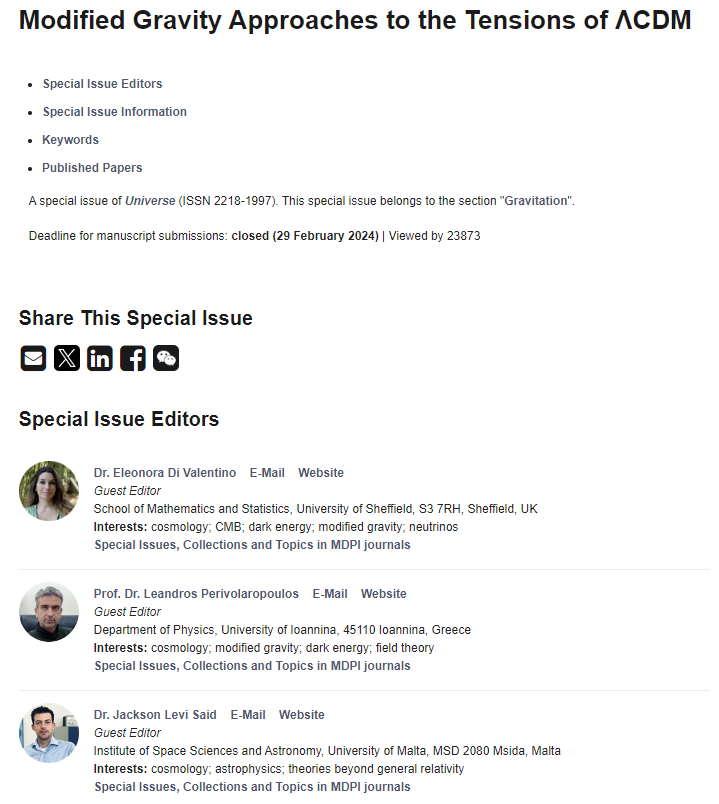 Modified Gravity Approaches to the Tensions of ΛCDM
Special Issue Editors
Special Issue Information
Keywords
Published Papers
A special issue of Universe (ISSN 2218-1997). This special issue belongs to the section "Gravitation".
Deadline for manuscript submissions: closed (29 February 2024) | Viewed by 23873
Share This Special Issue
Special Issue Editors
Dr. Eleonora Di Valentino E-Mail Website
Guest Editor
School of Mathematics and Statistics, University of Sheffield, S3 7RH, Sheffield, UK
Interests: cosmology; CMB; dark energy; modified gravity; neutrinos
Special Issues, Collections and Topics in MDPI journals
Prof. Dr. Leandros Perivolaropoulos E-Mail Website
Guest Editor
Department of Physics, University of Ioannina, 45110 Ioannina, Greece
Interests: cosmology; modified gravity; dark energy; field theory
Special Issues, Collections and Topics in MDPI journals
Dr. Jackson Levi Said E-Mail Website
Guest Editor
Institute of Space Sciences and Astronomy, University of Malta, MSD 2080 Msida, Malta
Interests: cosmology; astrophysics; theories beyond general relativity
Special Issues, Collections and Topics in MDPI journals